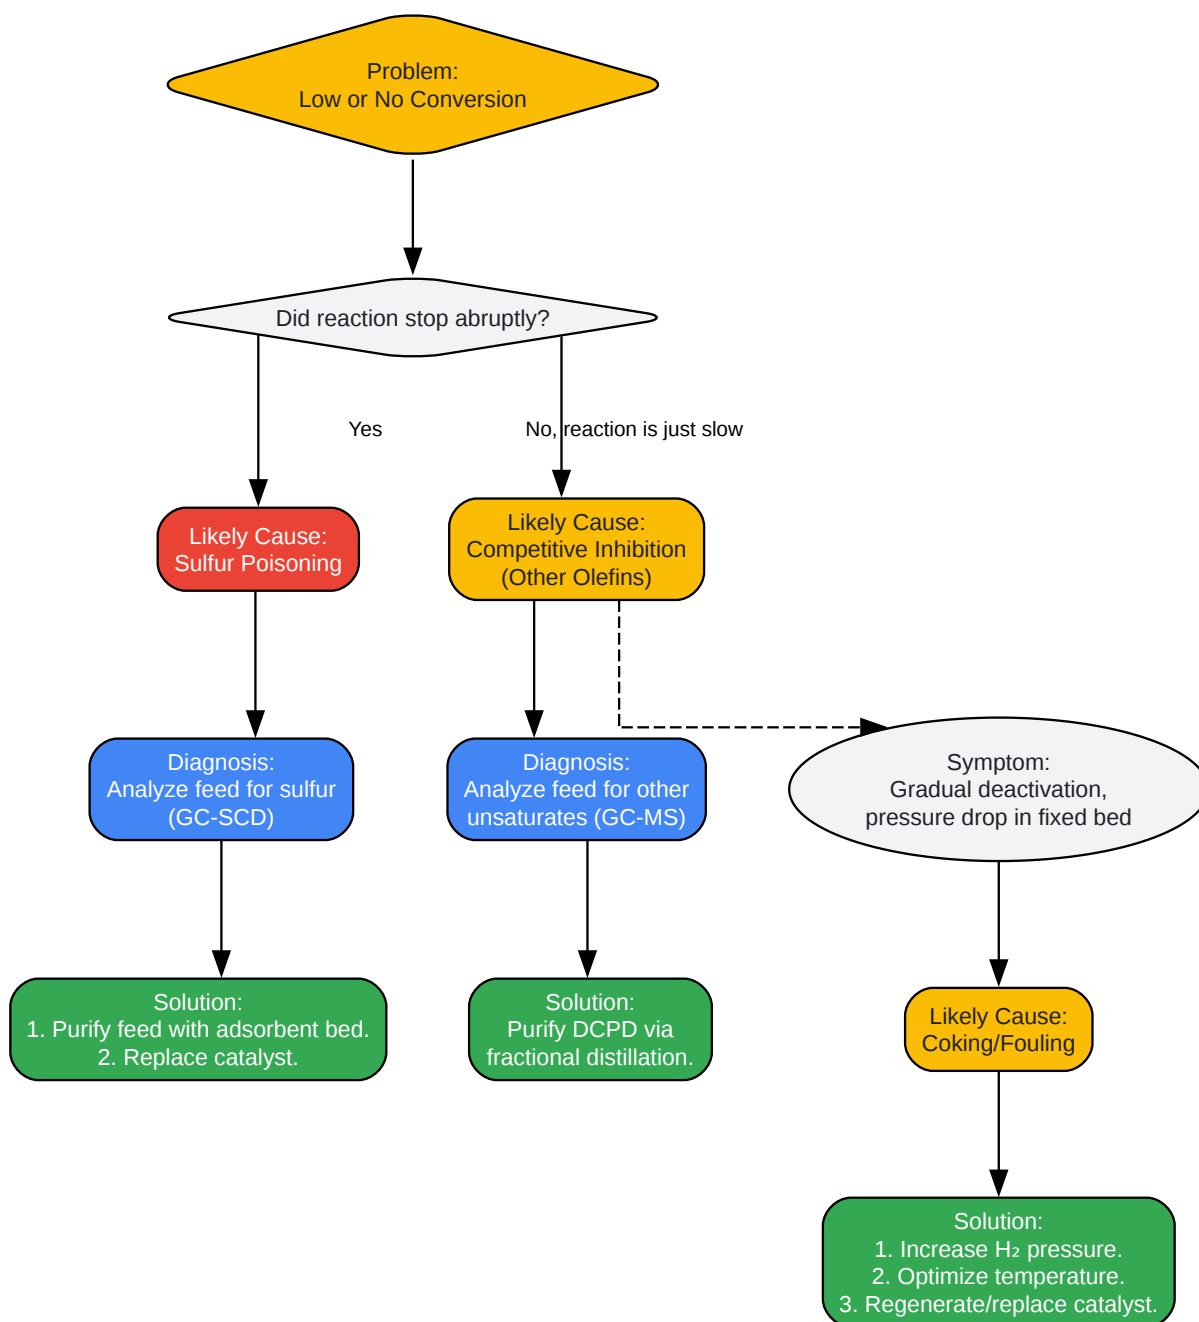 Problem:
Low or No Conversion
Did reaction stop abruptly?
Yes
No, reaction is just slow
Likely Cause:
Sulfur Poisoning
Likely Cause:
Competitive Inhibition
(Other Olefins)
Diagnosis:
Analyze feed for sulfur
(GC-SCD)
Diagnosis:
Analyze feed for other
unsaturates (GC-MS)
Symptom:
Gradual deactivation,
pressure drop in fixed bed
Solution:
1. Purify feed with adsorbent bed.
2. Replace catalyst.
Solution:
Purify DCPD via
fractional distillation.
Likely Cause:
Coking/Fouling
Solution:
1. Increase H₂ pressure.
2. Optimize temperature.
3. Regenerate/replace catalyst.